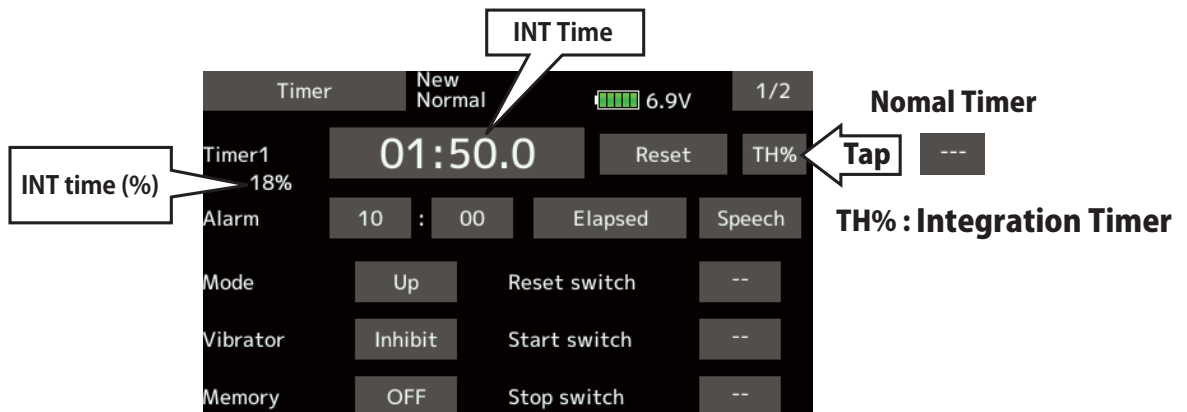 INT Time
Timer New Normal 6.9V 1/2
Nomal Timer
Timer1 01:50.0 Reset TH% Tap ---
INT time (%) 18%
Alarm 10 : 00 Elapsed Speech
TH% : Integration Timer
Mode Up Reset switch --
Vibrator Inhibit Start switch --
Memory OFF Stop switch --